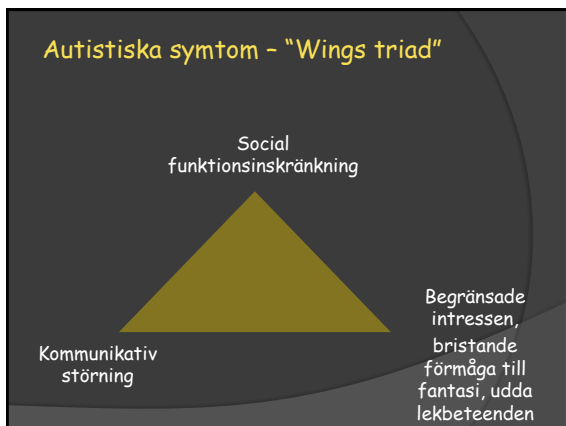 Autistiska symtom – “Wings triad”
Social
funktionsinskränkning
Kommunikativ
störning
Begränsade
intressen,
bristande
förmåga till
fantasi, udda
lekbeteenden